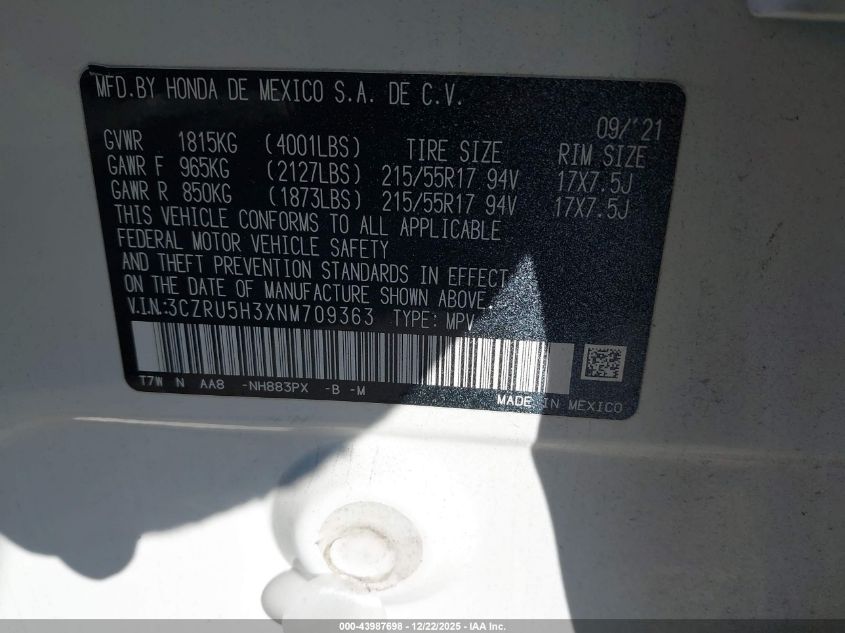 MFD.BY HONDA DE MEXICO S.A. DE C.V.
09/'21
GVWR 1815KG (4001LBS) TIRE SIZE RIM SIZE
GAWR F 965KG (2127LBS) 215/55R17 94V 17X7.5J
GAWR R 850KG (1873LBS) 215/55R17 94V 17X7.5J
THIS VEHICLE CONFORMS TO ALL APPLICABLE
FEDERAL MOTOR VEHICLE SAFETY
AND THEFT PREVENTION STANDARDS IN EFFECT
ON THE DATE OF MANUFACTURE SHOWN ABOVE.
V.I.N:3CZRU5H3XNM709363 TYPE: MPV
T7W N AA8 -NH883PX -B -M
MADE IN MEXICO
000-43987698 - 12/22/2025 - IAA Inc.